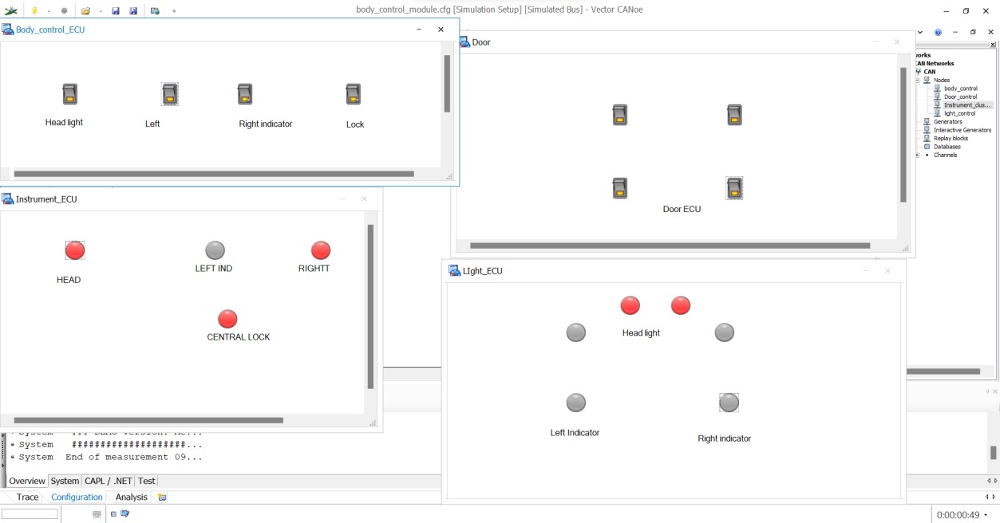 body_control_module.cfg [Simulation Setup] [Simulated Bus] - Vector CANoe
Body_control_ECU
Head light
Left
Right indicator
Lock
Door
Door ECU
orks
CAN Networks
CAN
Nodes
body_control
Door_control
Instrument_clus...
light_control
Generators
Interactive Generators
Replay blocks
Databases
Channels
Instrument_ECU
HEAD
LEFT IND
RIGHTT
CENTRAL LOCK
LIght_ECU
Head light
Left Indicator
Right indicator
System
System ####################...
System End of measurement 09...
Overview System CAPL / .NET Test
Trace Configuration Analysis
0:00:00:49